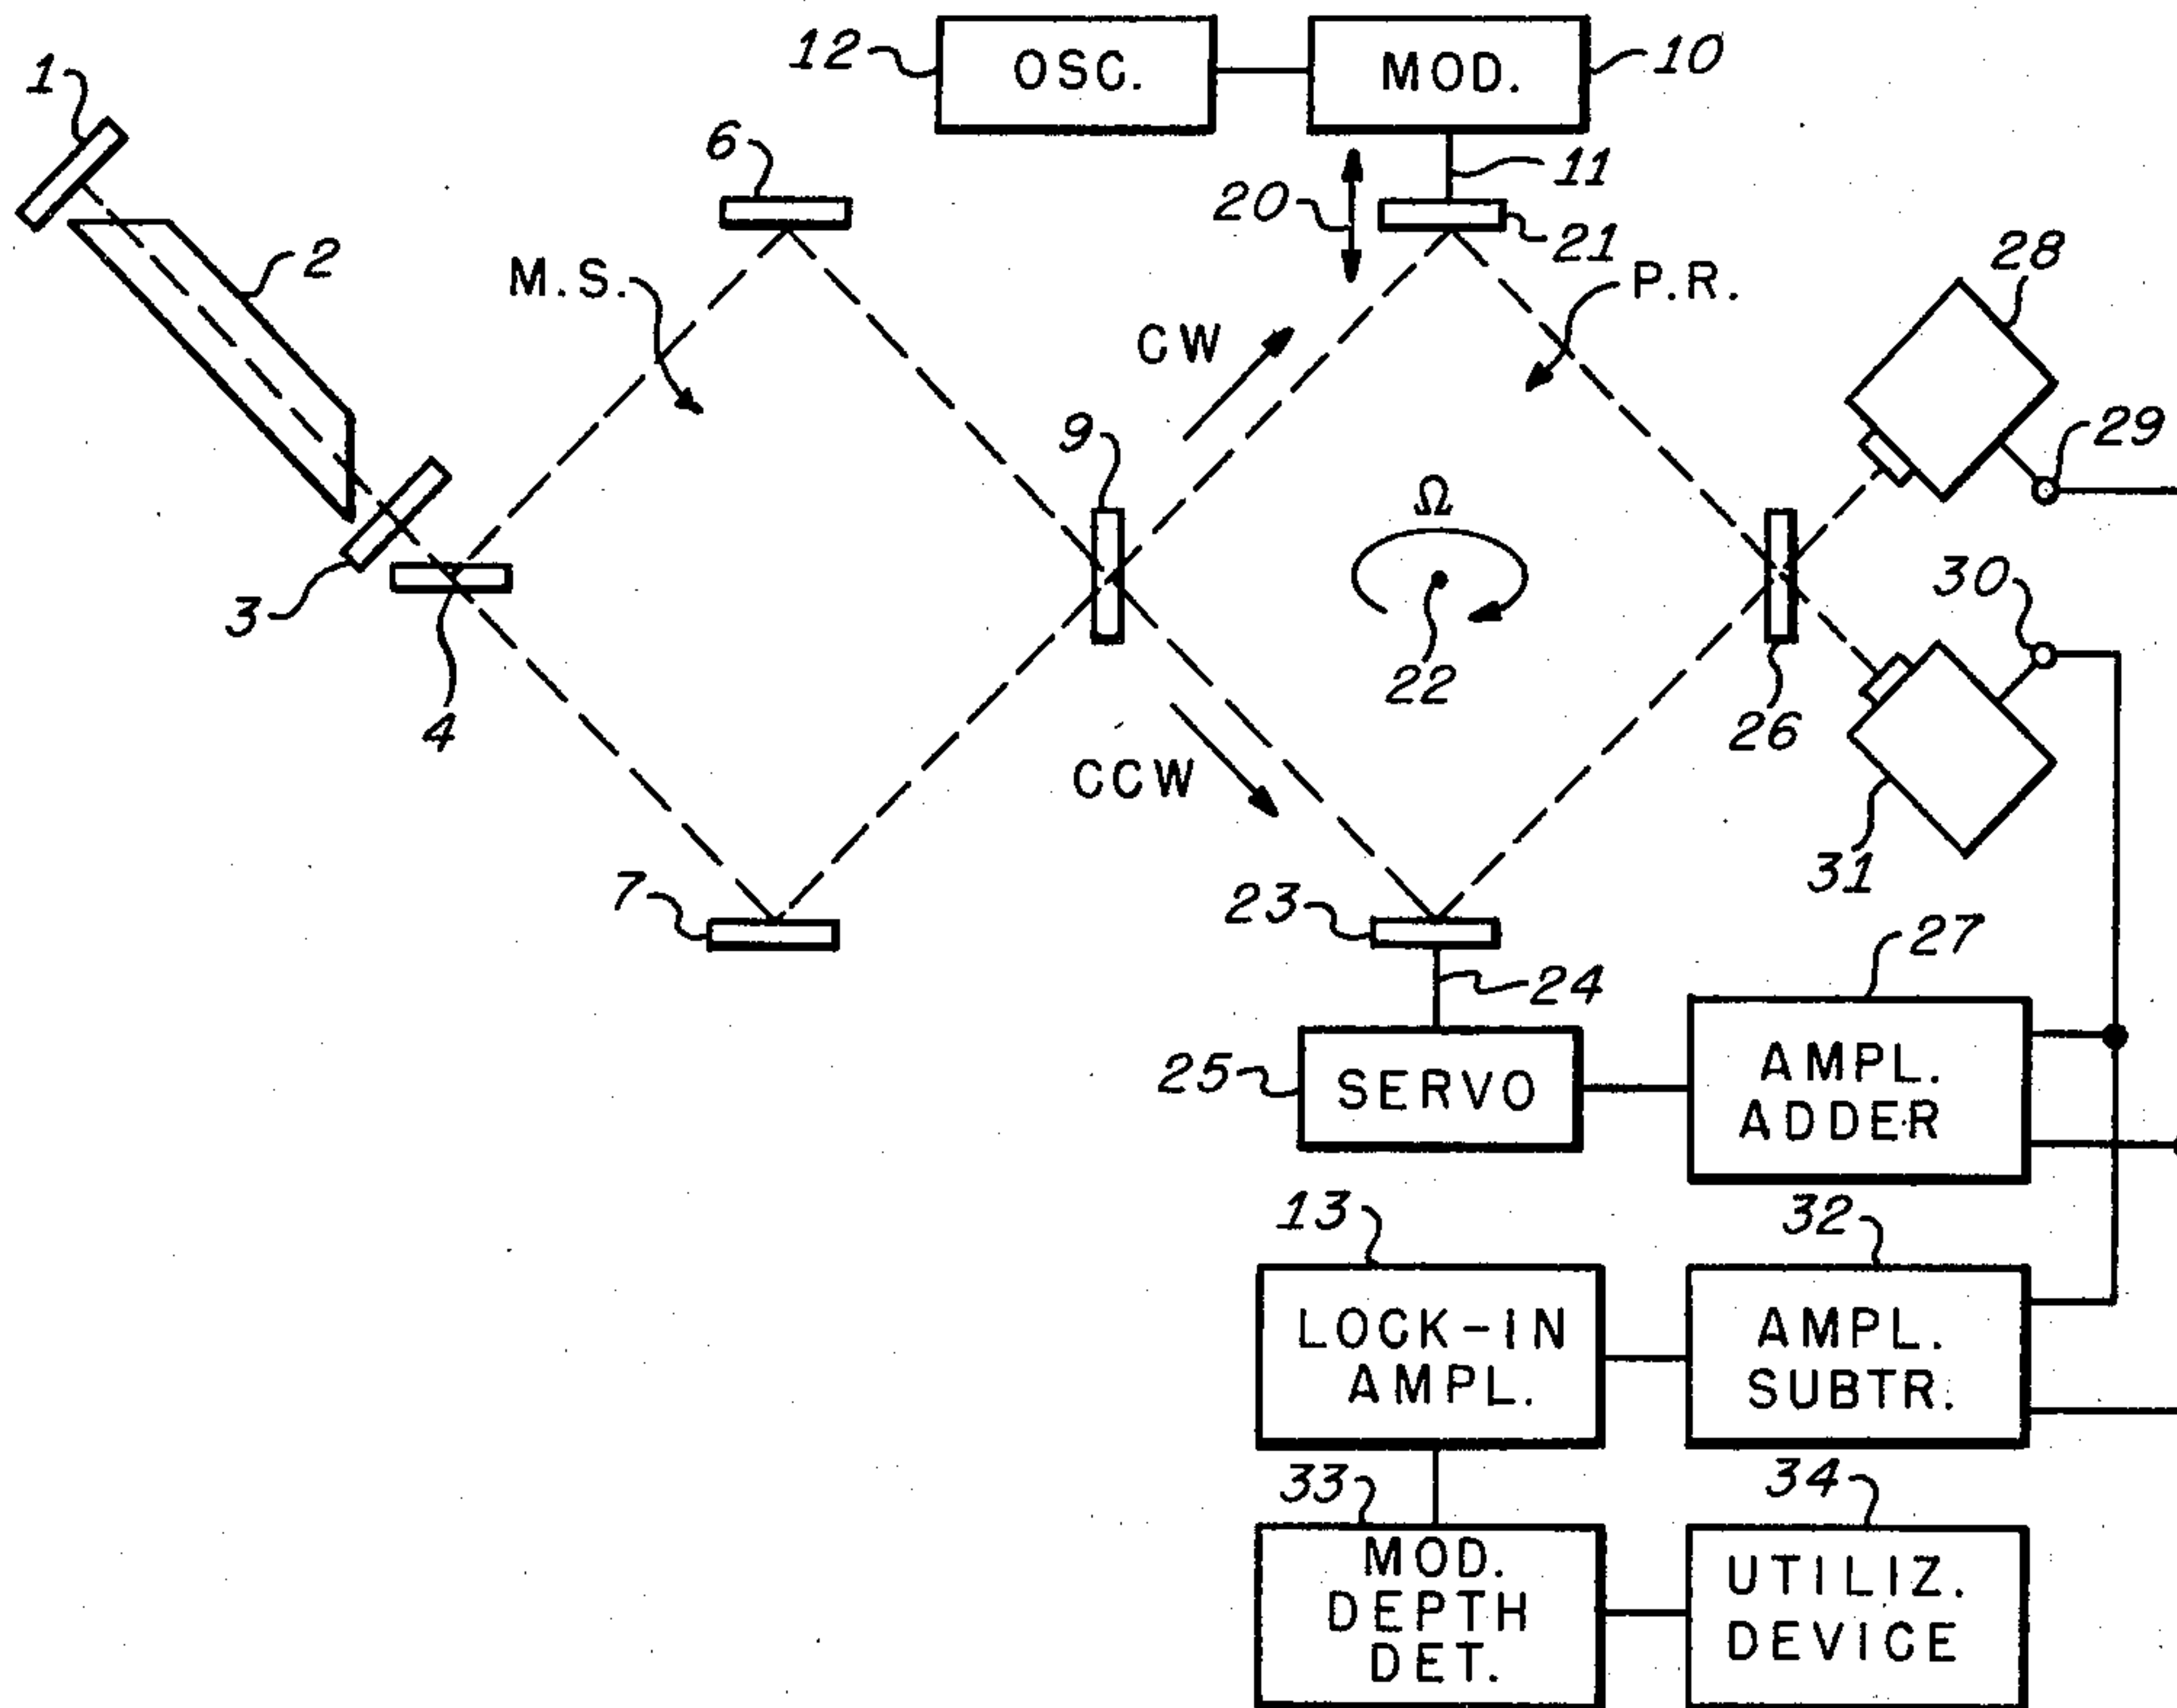 12
OSC.
MOD.
10
1
6
11
20
21
2
M.S.
P.R.
28
CW
9
29
Ω
3
4
22
30
26
CCW
31
7
23
27
24
25
SERVO
AMPL.
ADDER
13
32
LOCK-IN
AMPL.
AMPL.
SUBTR.
33
34
MOD.
DEPTH
DET.
UTILIZ.
DEVICE